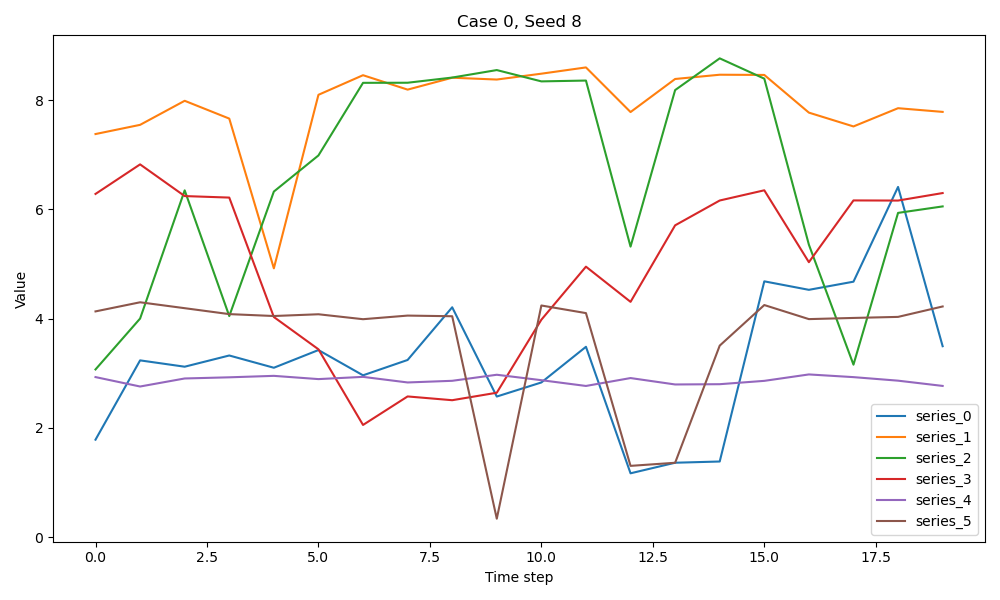 Case 0, Seed 8
Value
8
6
4
2
0
0.0 2.5 5.0 7.5 10.0 12.5 15.0 17.5
Time step
series_0
series_1
series_2
series_3
series_4
series_5